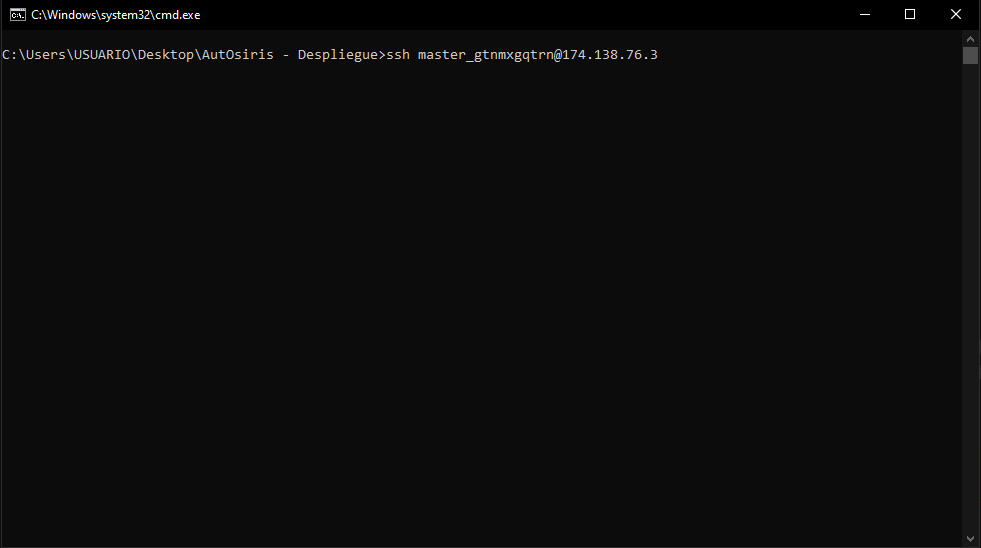 C:\Windows\system32\cmd.exe
C:\Users\USUARIO\Desktop\AutOsiris - Despliegue>ssh master_gtnmxgqtrn@174.138.76.3